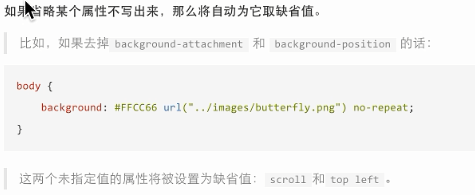 如果省略某个属性不写出来，那么将自动为它取缺省值。
比如，如果去掉 background-attachment 和 background-position 的话：
body {
    background: #FFCC66 url("../images/butterfly.png") no-repeat;
}
这两个未指定值的属性将被设置为缺省值： scroll 和 top left 。